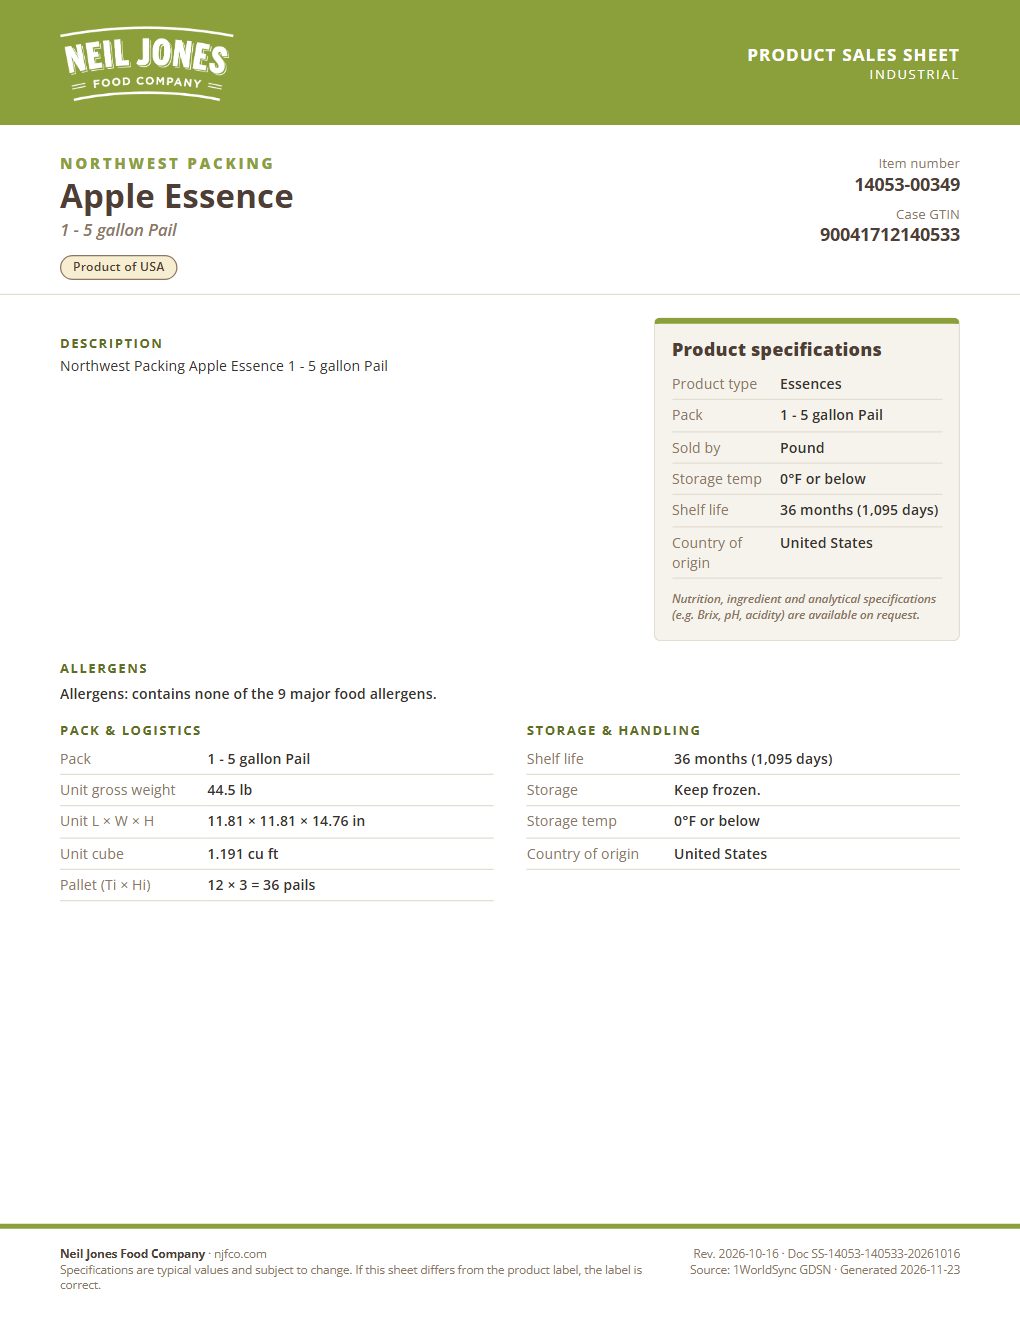 NEIL JONES
FOOD COMPANY
PRODUCT SALES SHEET
INDUSTRIAL
NORTHWEST PACKING
Apple Essence
1 - 5 gallon Pail
Product of USA
Item number
14053-00349
Case GTIN
90041712140533
DESCRIPTION
Northwest Packing Apple Essence 1 - 5 gallon Pail
Product specifications
Product type Essences
Pack 1 - 5 gallon Pail
Sold by Pound
Storage temp 0°F or below
Shelf life 36 months (1,095 days)
Country of origin United States
Nutrition, ingredient and analytical specifications
(e.g. Brix, pH, acidity) are available on request.
ALLERGENS
Allergens: contains none of the 9 major food allergens.
PACK & LOGISTICS
Pack 1 - 5 gallon Pail
Unit gross weight 44.5 lb
Unit L × W × H 11.81 × 11.81 × 14.76 in
Unit cube 1.191 cu ft
Pallet (Ti × Hi) 12 × 3 = 36 pails
STORAGE & HANDLING
Shelf life 36 months (1,095 days)
Storage Keep frozen.
Storage temp 0°F or below
Country of origin United States
Neil Jones Food Company · njfco.com
Specifications are typical values and subject to change. If this sheet differs from the product label, the label is
correct.
Rev. 2026-10-16 · Doc SS-14053-140533-20261016
Source: 1WorldSync GDSN · Generated 2026-11-23